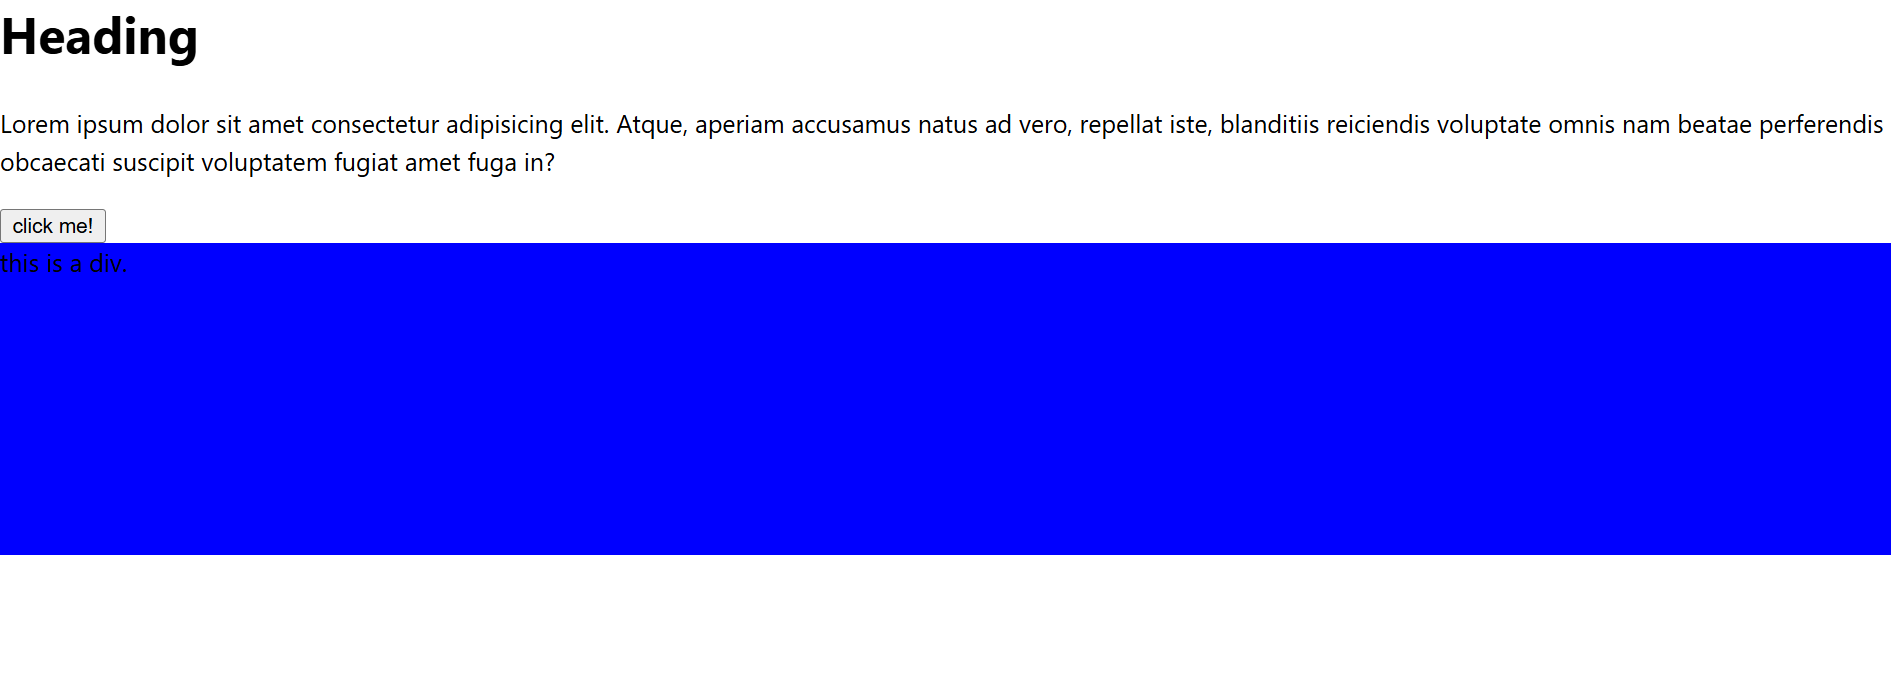 Heading
Lorem ipsum dolor sit amet consectetur adipisicing elit. Atque, aperiam accusamus natus ad vero, repellat iste, blanditiis reiciendis voluptate omnis nam beatae perferendis
obcaecati suscipit voluptatem fugiat amet fuga in?
click me!
this is a div.